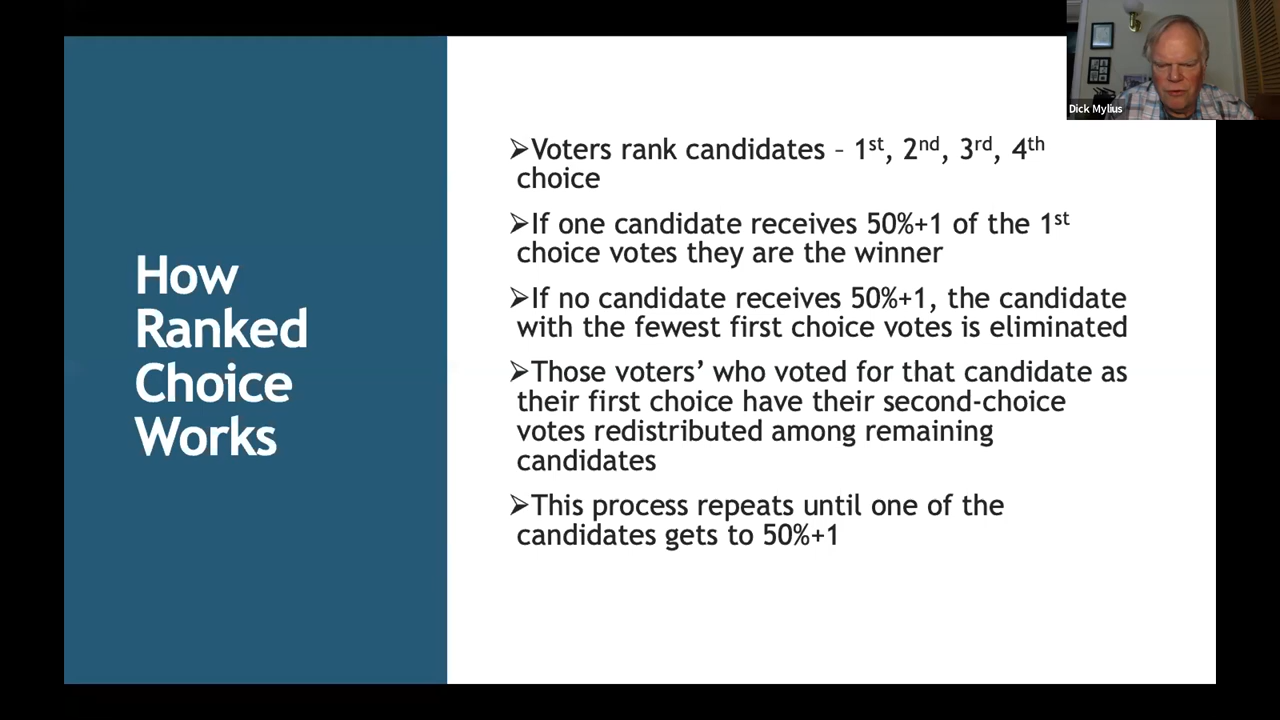 How
Ranked
Choice
Works
➢Voters rank candidates – 1st, 2nd, 3rd, 4th
choice
➢If one candidate receives 50%+1 of the 1st
choice votes they are the winner
➢If no candidate receives 50%+1, the candidate
with the fewest first choice votes is eliminated
➢Those voters’ who voted for that candidate as
their first choice have their second-choice
votes redistributed among remaining
candidates
➢This process repeats until one of the
candidates gets to 50%+1
Dick Mylius